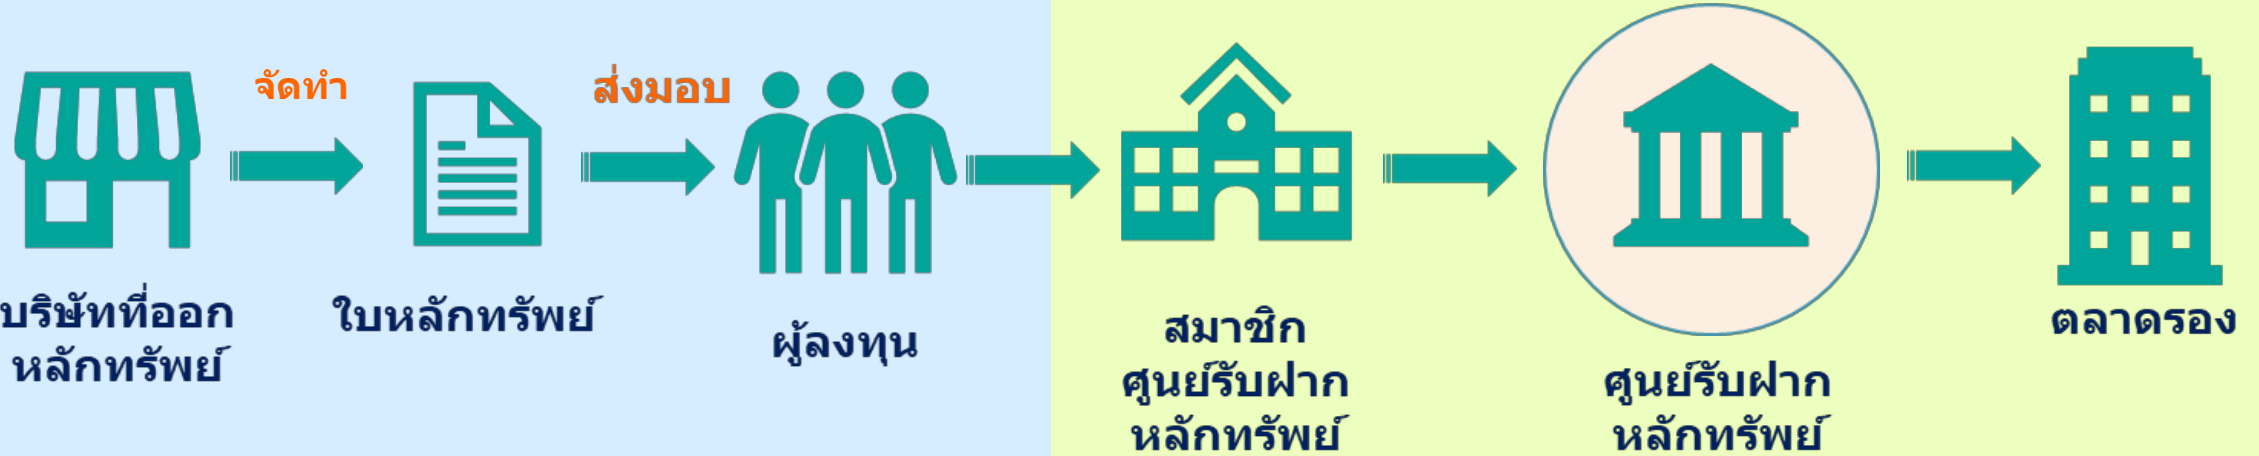 จัดทำ
ส่งมอบ
บริษัทที่ออก
หลักทรัพย์
ใบหลักทรัพย์
ผู้ลงทุน
สมาชิก
ศูนย์รับฝาก
หลักทรัพย์
ศูนย์รับฝาก
หลักทรัพย์
ตลาดรอง